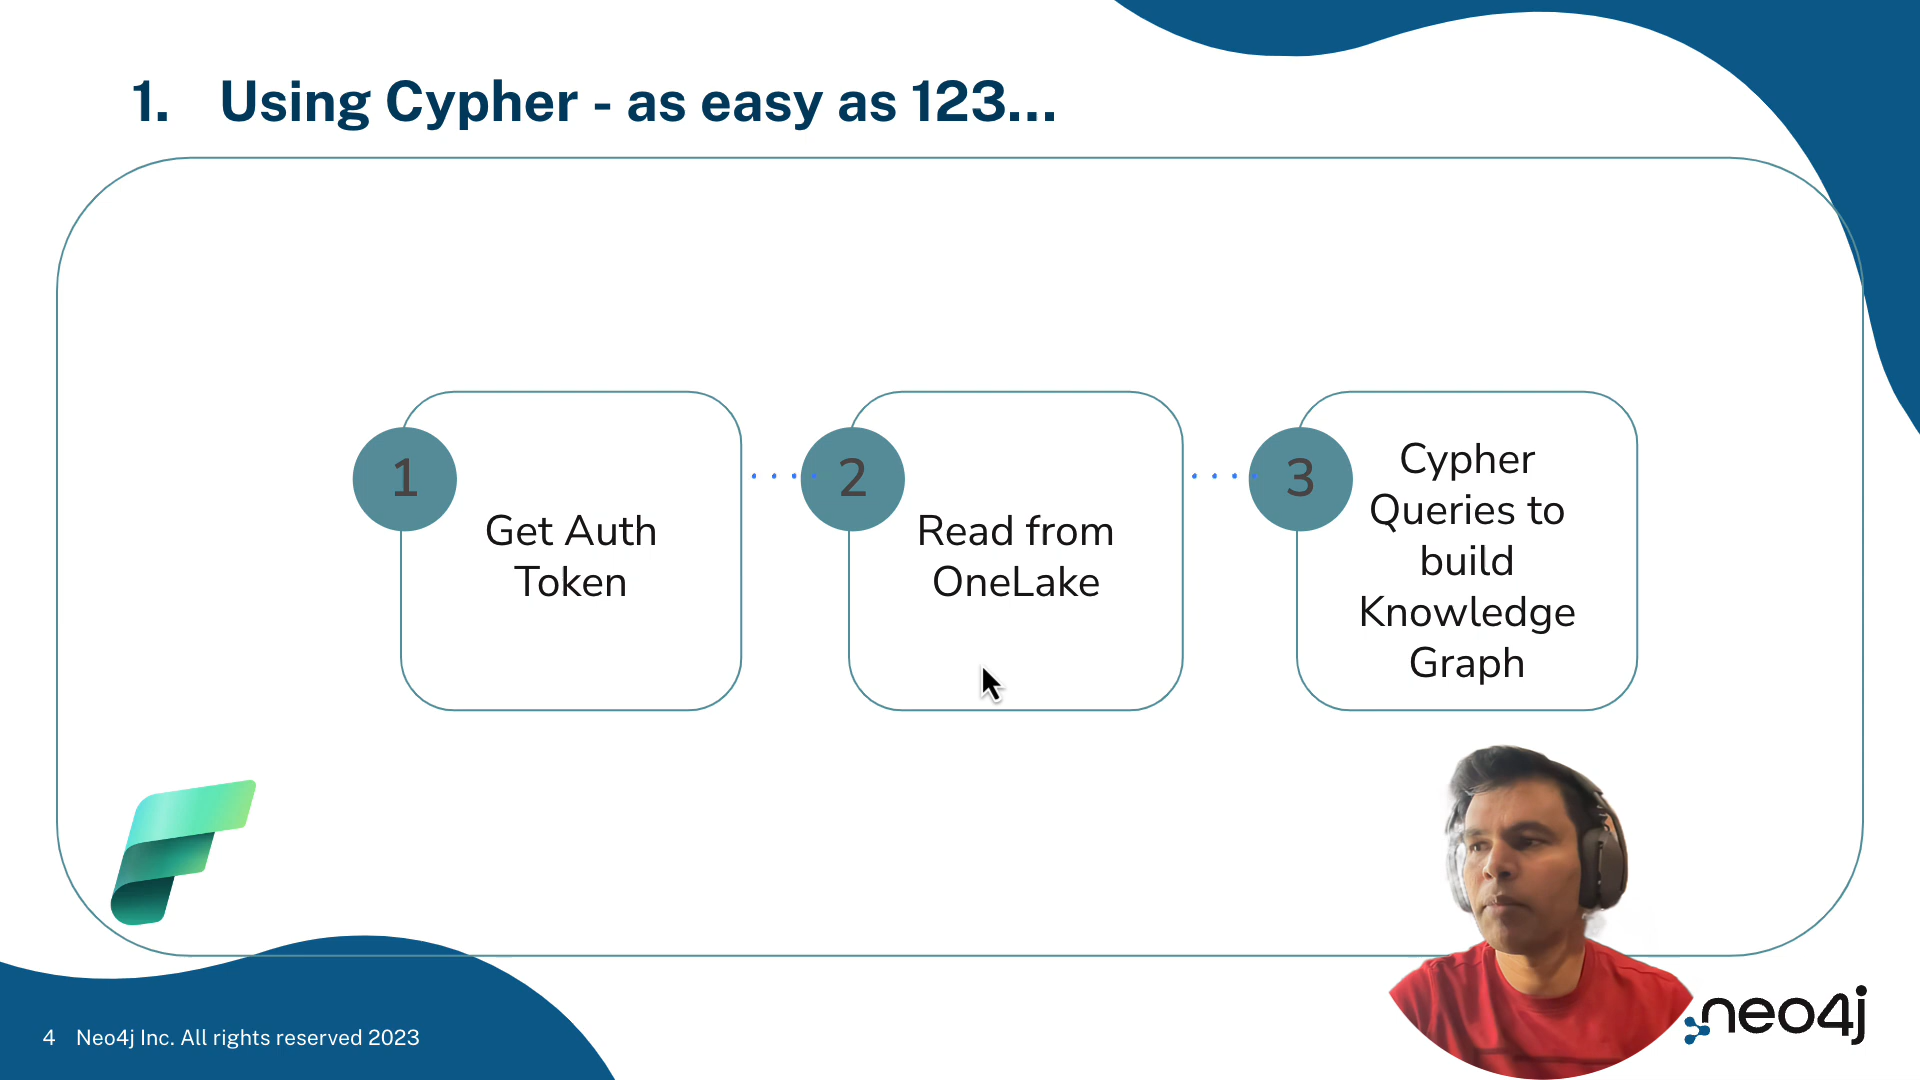 1. Using Cypher - as easy as 123...
1
Get Auth
Token
2
Read from
OneLake
3
Cypher
Queries to
build
Knowledge
Graph
4 Neo4j Inc. All rights reserved 2023
neo4j